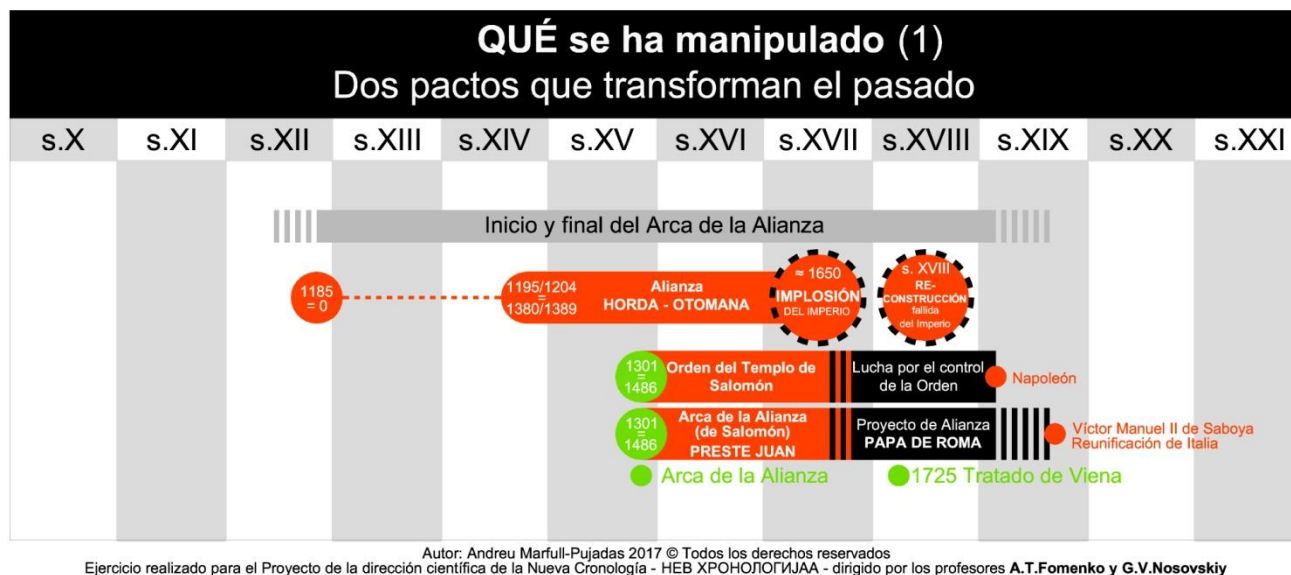 QUÉ se ha manipulado (1)
Dos pactos que transforman el pasado
s.X s.XI s.XII s.XIII s.XIV s.XV s.XVI s.XVII s.XVIII s.XIX s.XX s.XXI
Inicio y final del Arca de la Alianza
1185
= 0
1195/1204
=
1380/1389
Alianza
HORDA - OTOMANA
≈ 1650
IMPLOSIÓN
DEL IMPERIO
s. XVIII
RE-
CONSTRUCCIÓN
fallida
del Imperio
1301
=
1486
Orden del Templo de
Salomón
Lucha por el control
de la Orden
Napoleón
1301
=
1486
Arca de la Alianza
(de Salomón)
PRESTE JUAN
Proyecto de Alianza
PAPA DE ROMA
Víctor Manuel II de Saboya
Reunificación de Italia
Arca de la Alianza
1725 Tratado de Viena
Autor: Andreu Marfull-Pujadas 2017 © Todos los derechos reservados
Ejercicio realizado para el Proyecto de la dirección científica de la Nueva Cronología - НЕВ ХРОНОЛОГИЈАА - dirigido por los profesores A.T.Fomenko y G.V.Nosovskiy